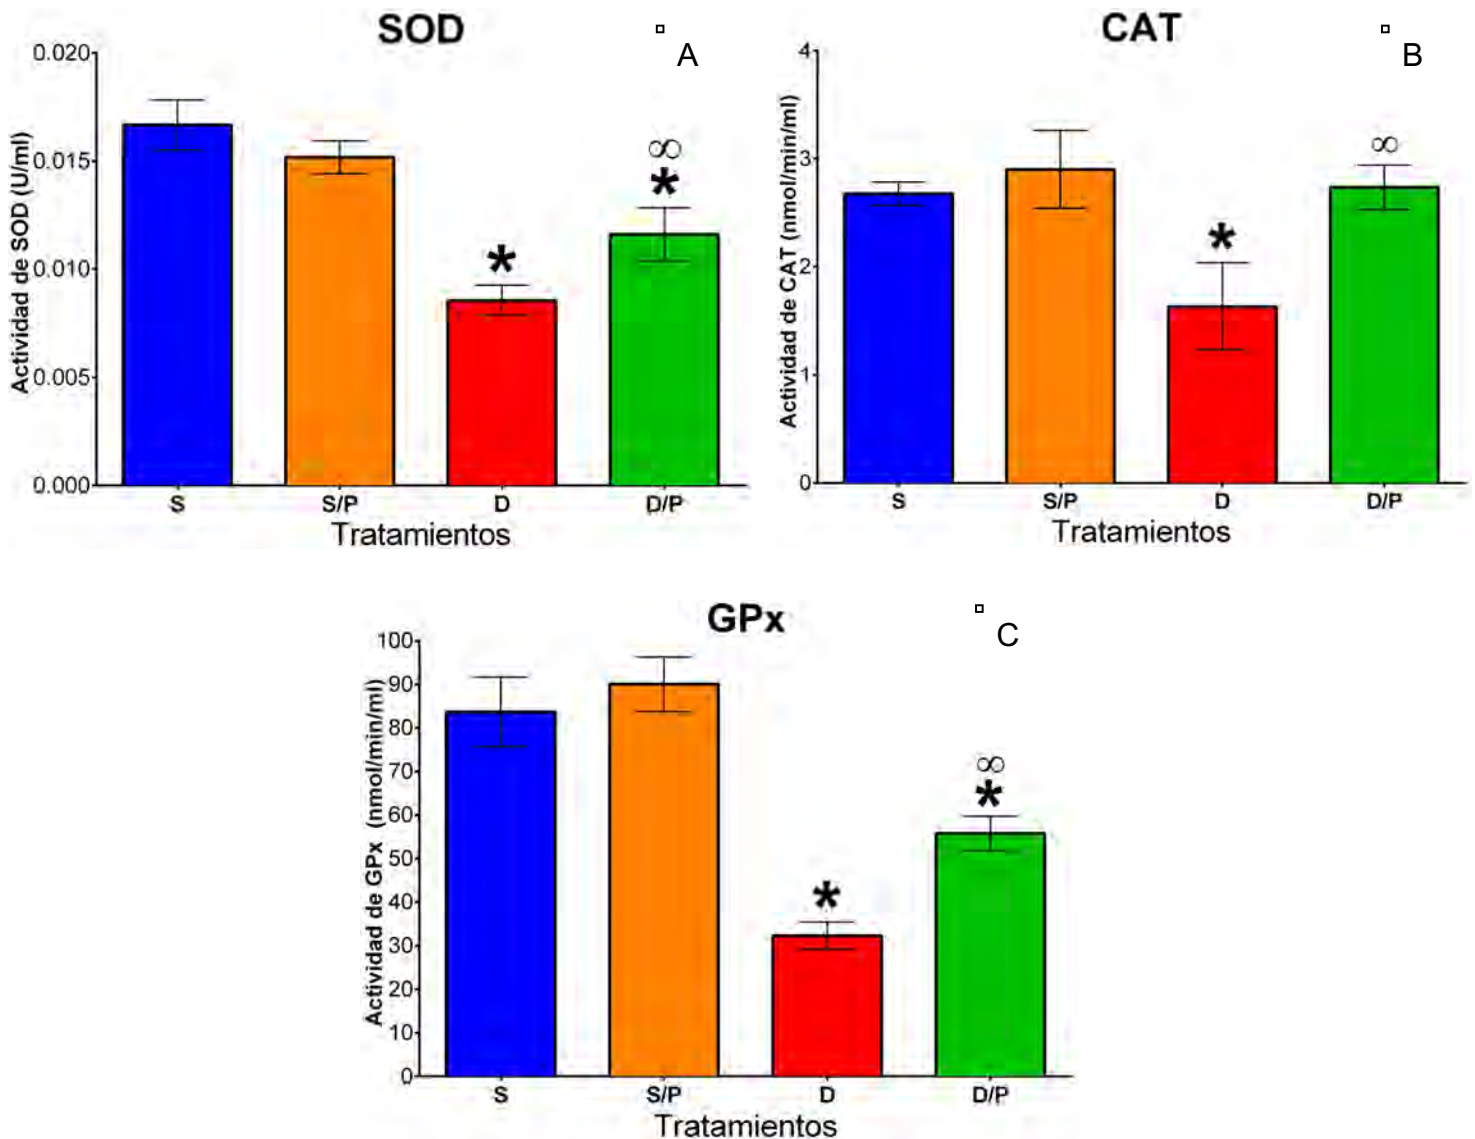 SOD
A
Actividad de SOD (U/ml)
0.020
0.015
0.010
0.005
0.000
∞
*
*
S
S/P
D
D/P
Tratamientos
CAT
B
Actividad de CAT (nmol/min/ml)
4
3
2
1
0
∞
*
S
S/P
D
D/P
Tratamientos
GPx
C
Actividad de GPx (nmol/min/ml)
100
90
80
70
60
50
40
30
20
10
0
∞
*
*
S
S/P
D
D/P
Tratamientos